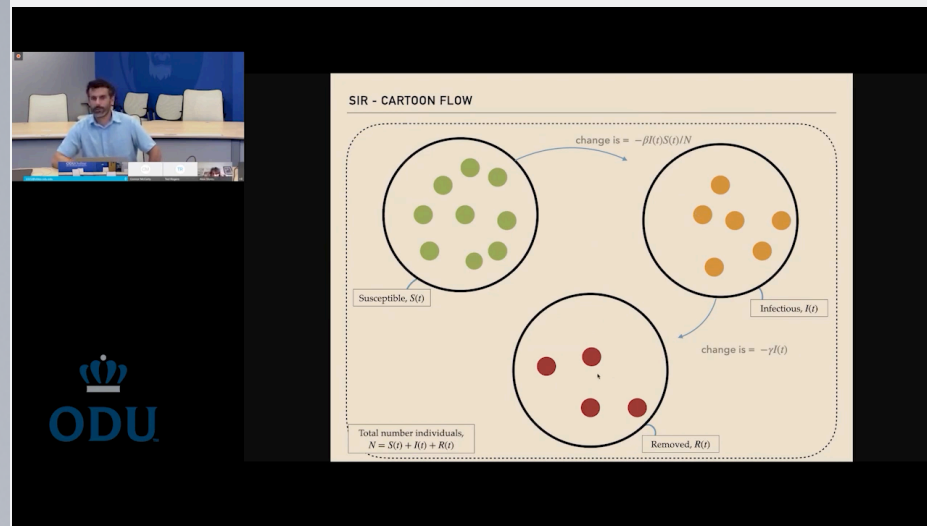 SIR - CARTOON FLOW
change is = −βI(t)S(t)/N
Susceptible, S(t)
Infectious, I(t)
change is = −γI(t)
Total number individuals,
N = S(t) + I(t) + R(t)
Removed, R(t)
ODU